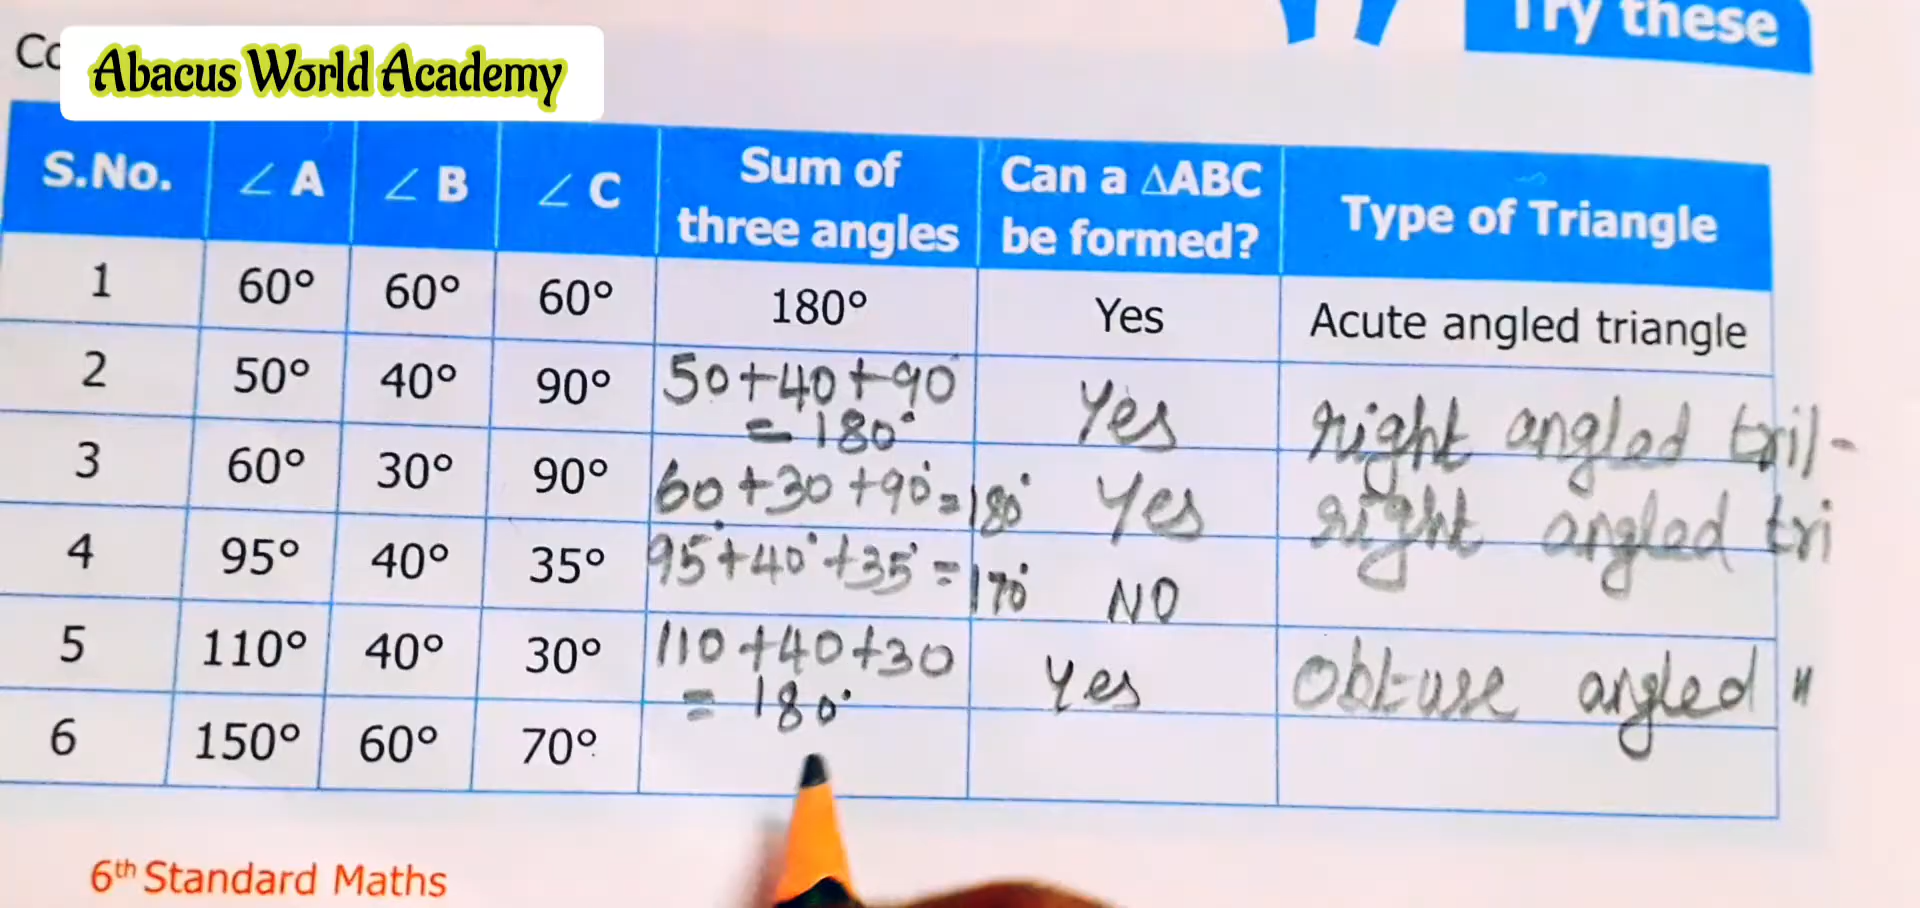 Try these
Co
Abacus World Academy
S.No. ∠ A ∠ B ∠ C Sum of three angles Can a ΔABC be formed? Type of Triangle
1 60° 60° 60° 180° Yes Acute angled triangle
2 50° 40° 90° 50+40+90 = 180° Yes right angled tril-
3 60° 30° 90° 60+30+90°=180° Yes right angled tri
4 95° 40° 35° 95°+40°+35°=170° NO
5 110° 40° 30° 110+40+30 = 180° Yes Obtuse angled "
6 150° 60° 70°
6th Standard Maths